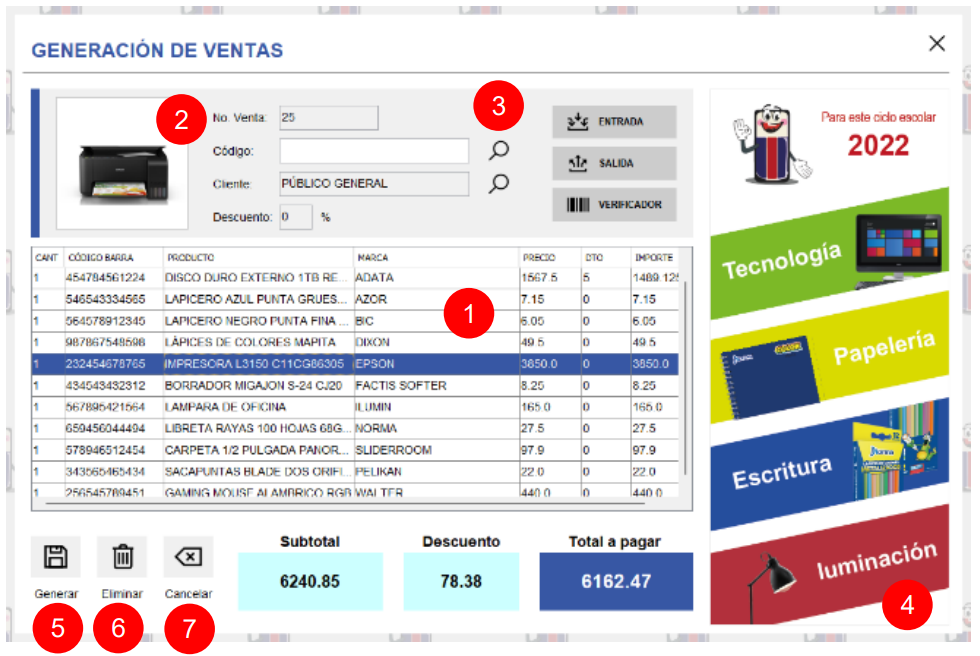 GENERACIÓN DE VENTAS
2
No. Venta: 25
3
Código:
Cliente: PÚBLICO GENERAL
Descuento: 0 %
ENTRADA
SALIDA
VERIFICADOR
CANT CÓDIGO BARRA PRODUCTO MARCA PRECIO DTO IMPORTE
1 454784561224 DISCO DURO EXTERNO 1TB RE... ADATA 1567.5 5 1489.125
1 546543334565 LAPICERO AZUL PUNTA GRUES... AZOR 7.15 0 7.15
1 564578912345 LAPICERO NEGRO PUNTA FINA ... BIC 6.05 0 6.05
1 987867548598 LÁPICES DE COLORES MAPITA DIXON 49.5 0 49.5
1 232454678765 IMPRESORA L3150 C11CG86305 EPSON 3850.0 0 3850.0
1 434543432312 BORRADOR MIGAJON S-24 C/20 FACTIS SOFTER 8.25 0 8.25
1 567895421564 LAMPARA DE OFICINA ILUMIN 165.0 0 165.0
1 659456044494 LIBRETA RAYAS 100 HOJAS 68G... NORMA 27.5 0 27.5
1 578946512454 CARPETA 1/2 PULGADA PANOR... SLIDERROOM 97.9 0 97.9
1 343565465434 SACAPUNTAS BLADE DOS ORIFI... PELIKAN 22.0 0 22.0
1 256545789451 GAMING MOUSE ALAMBRICO RGB WALTER 440.0 0 440.0
1
Generar
Eliminar
Cancelar
5
6
7
Subtotal
6240.85
Descuento
78.38
Total a pagar
6162.47
Para este ciclo escolar
2022
Tecnología
Papelería
Escritura
Iluminación
4